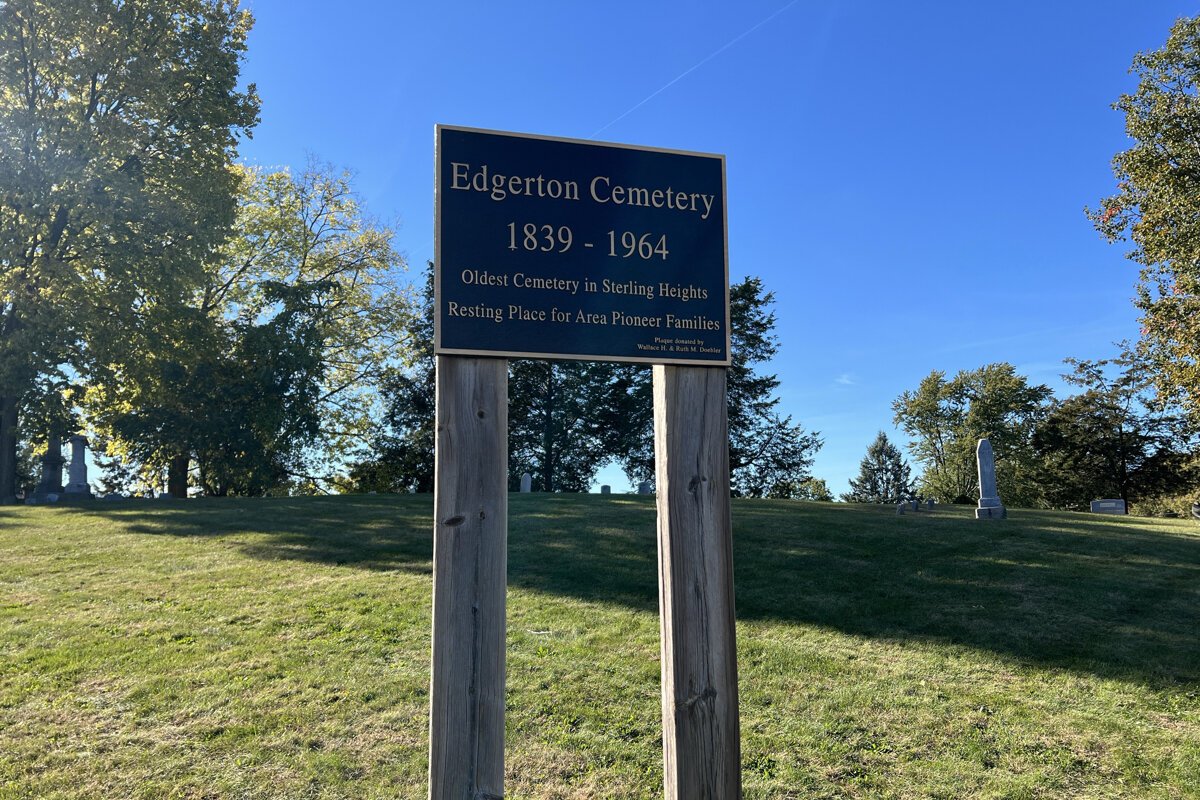 Edgerton Cemetery
1839 - 1964
Oldest Cemetery in Sterling Heights
Resting Place for Area Pioneer Families
Plaque donated by
Wallace H. & Ruth M. Doehler